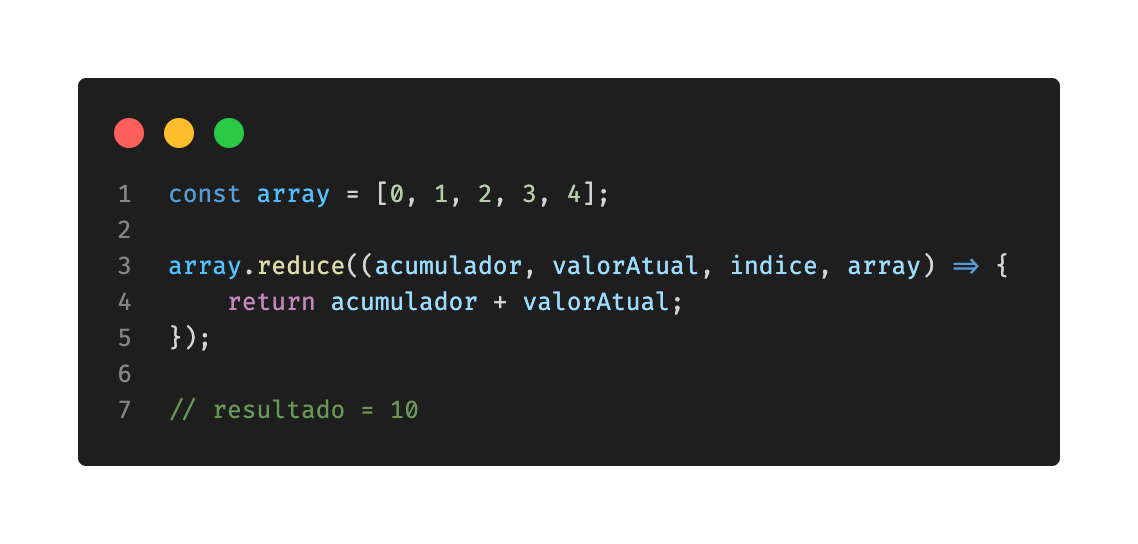 1 const array = [0, 1, 2, 3, 4];
2
3 array.reduce((acumulador, valorAtual, indice, array) => {
4 return acumulador + valorAtual;
5 });
6
7 // resultado = 10